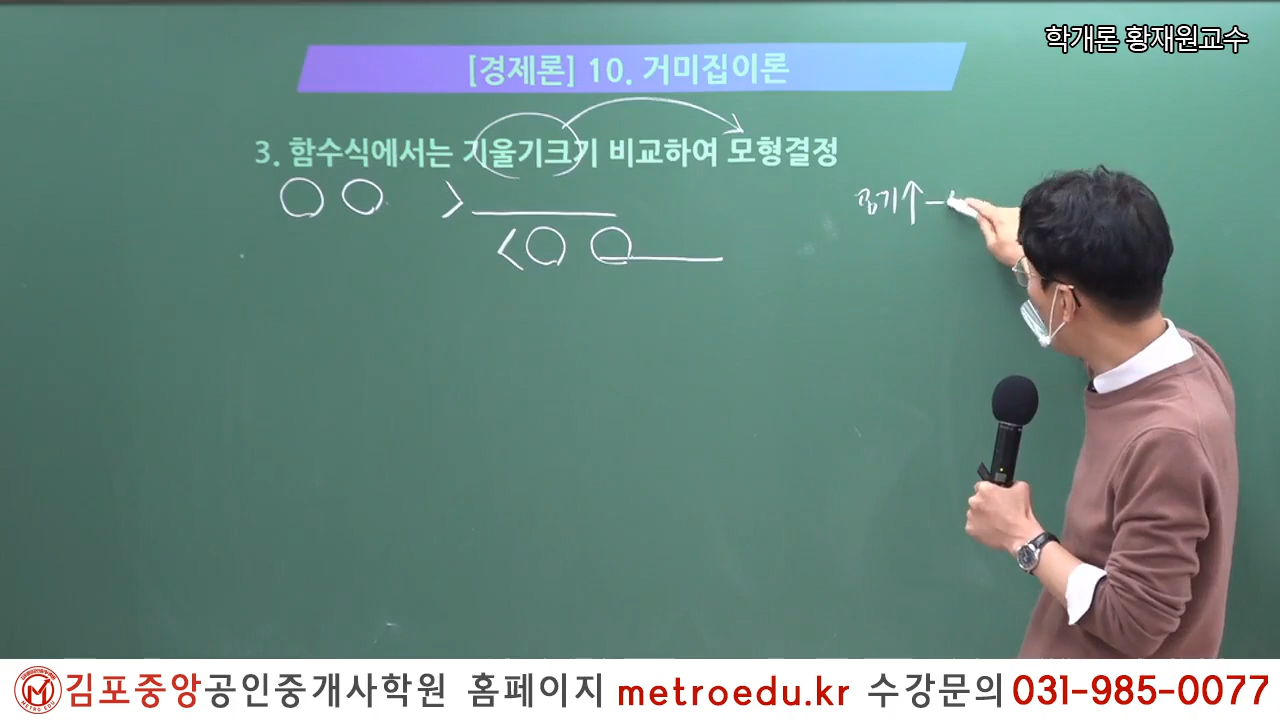 학개론 황재원교수
[경제론] 10. 거미집이론
3. 함수식에서는 기울기크기 비교하여 모형결정
>
<
공기↑ -
METRO EDU
김포중앙공인중개사학원 홈페이지 metroedu.kr 수강문의 031-985-0077